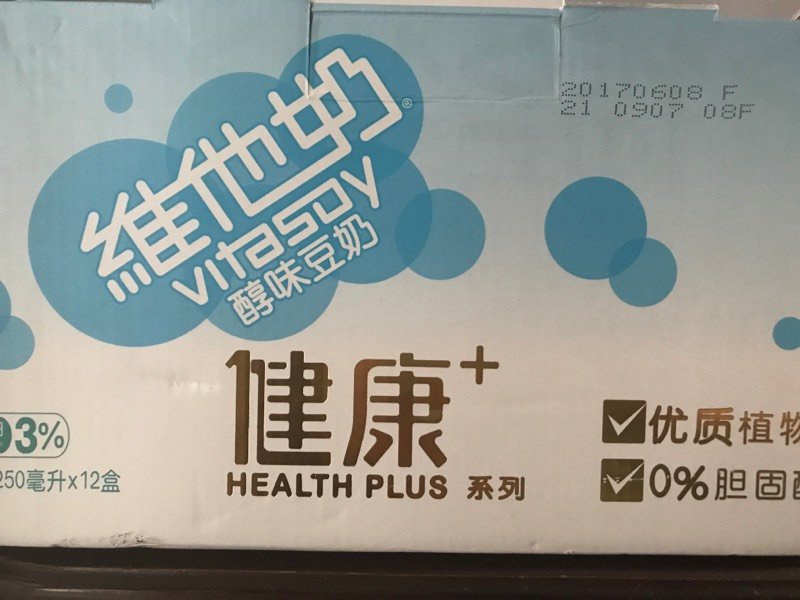 20170608 F
21 0907 08F
維他奶®
vitasoy
醇味豆奶
健康+
HEALTH PLUS 系列
3%
250毫升x12盒
优质植物
0%胆固